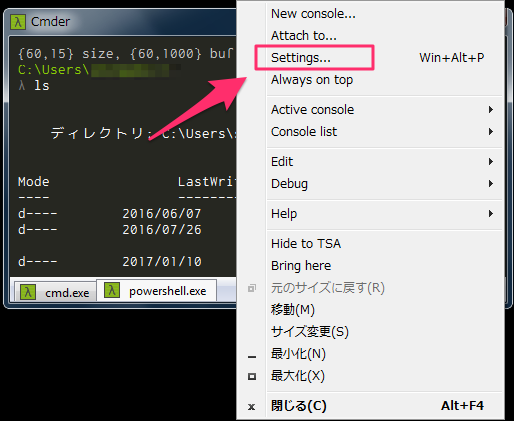 Cmder
{60,15} size, {60,1000} buf
C:\Users\
λ ls
ディレクトリ: C:\Users\
Mode LastWrit
---- --------
d---- 2016/06/07
d---- 2016/07/26
d---- 2017/01/10
cmd.exe
powershell.exe
New console...
Attach to...
Settings... Win+Alt+P
Always on top
Active console
Console list
Edit
Debug
Help
Hide to TSA
Bring here
元のサイズに戻す(R)
移動(M)
サイズ変更(S)
最小化(N)
最大化(X)
閉じる(C) Alt+F4